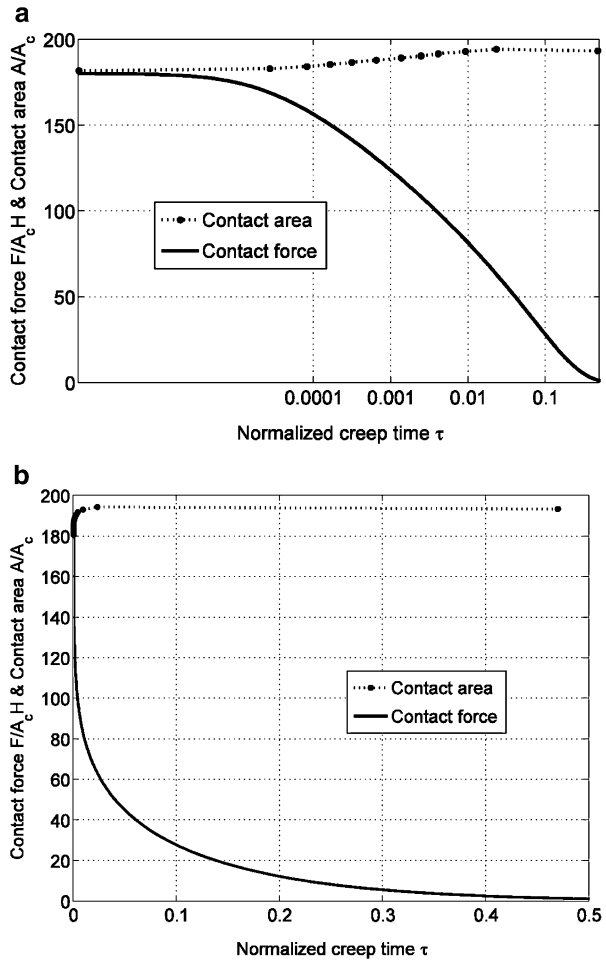 a
Contact force F/A_cH & Contact area A/A_c
200
150
100
50
0
Contact area
Contact force
0.0001 0.001 0.01 0.1
Normalized creep time τ
b
Contact force F/A_cH & Contact area A/A_c
200
180
160
140
120
100
80
60
40
20
0
Contact area
Contact force
0 0.1 0.2 0.3 0.4 0.5
Normalized creep time τ